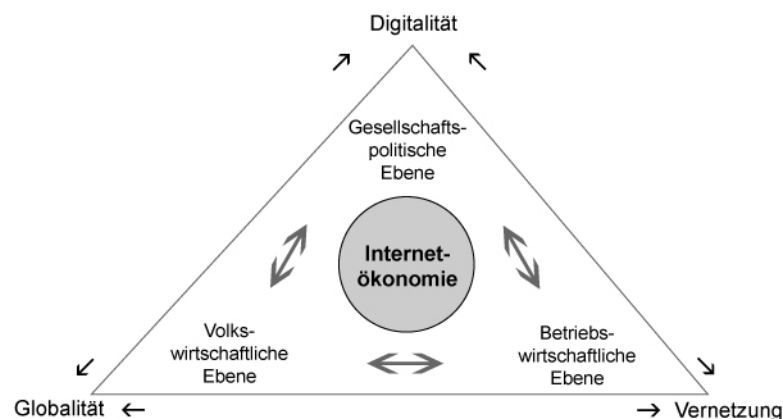 Digitalität
Gesellschafts-
politische
Ebene
Internet-
ökonomie
Volks-
wirtschaftliche
Ebene
Betriebs-
wirtschaftliche
Ebene
Globalität
Vernetzung